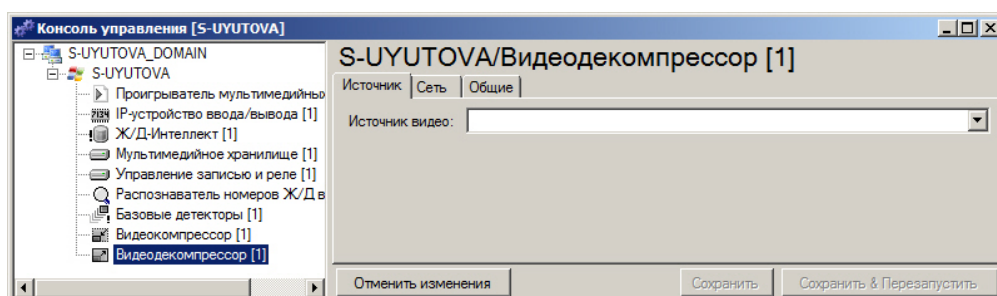 Консоль управления [S-UYUTOVA]
S-UYUTOVA_DOMAIN
S-UYUTOVA
Проигрыватель мультимедийны
IP-устройство ввода/вывода [1]
Ж/Д-Интеллект [1]
Мультимедийное хранилище [1]
Управление записью и реле [1]
Распознаватель номеров Ж/Д в
Базовые детекторы [1]
Видеокомпрессор [1]
Видеодекомпрессор [1]
S-UYUTOVA/Видеодекомпрессор [1]
Источник Сеть Общие
Источник видео:
Отменить изменения Сохранить Сохранить & Перезапустить